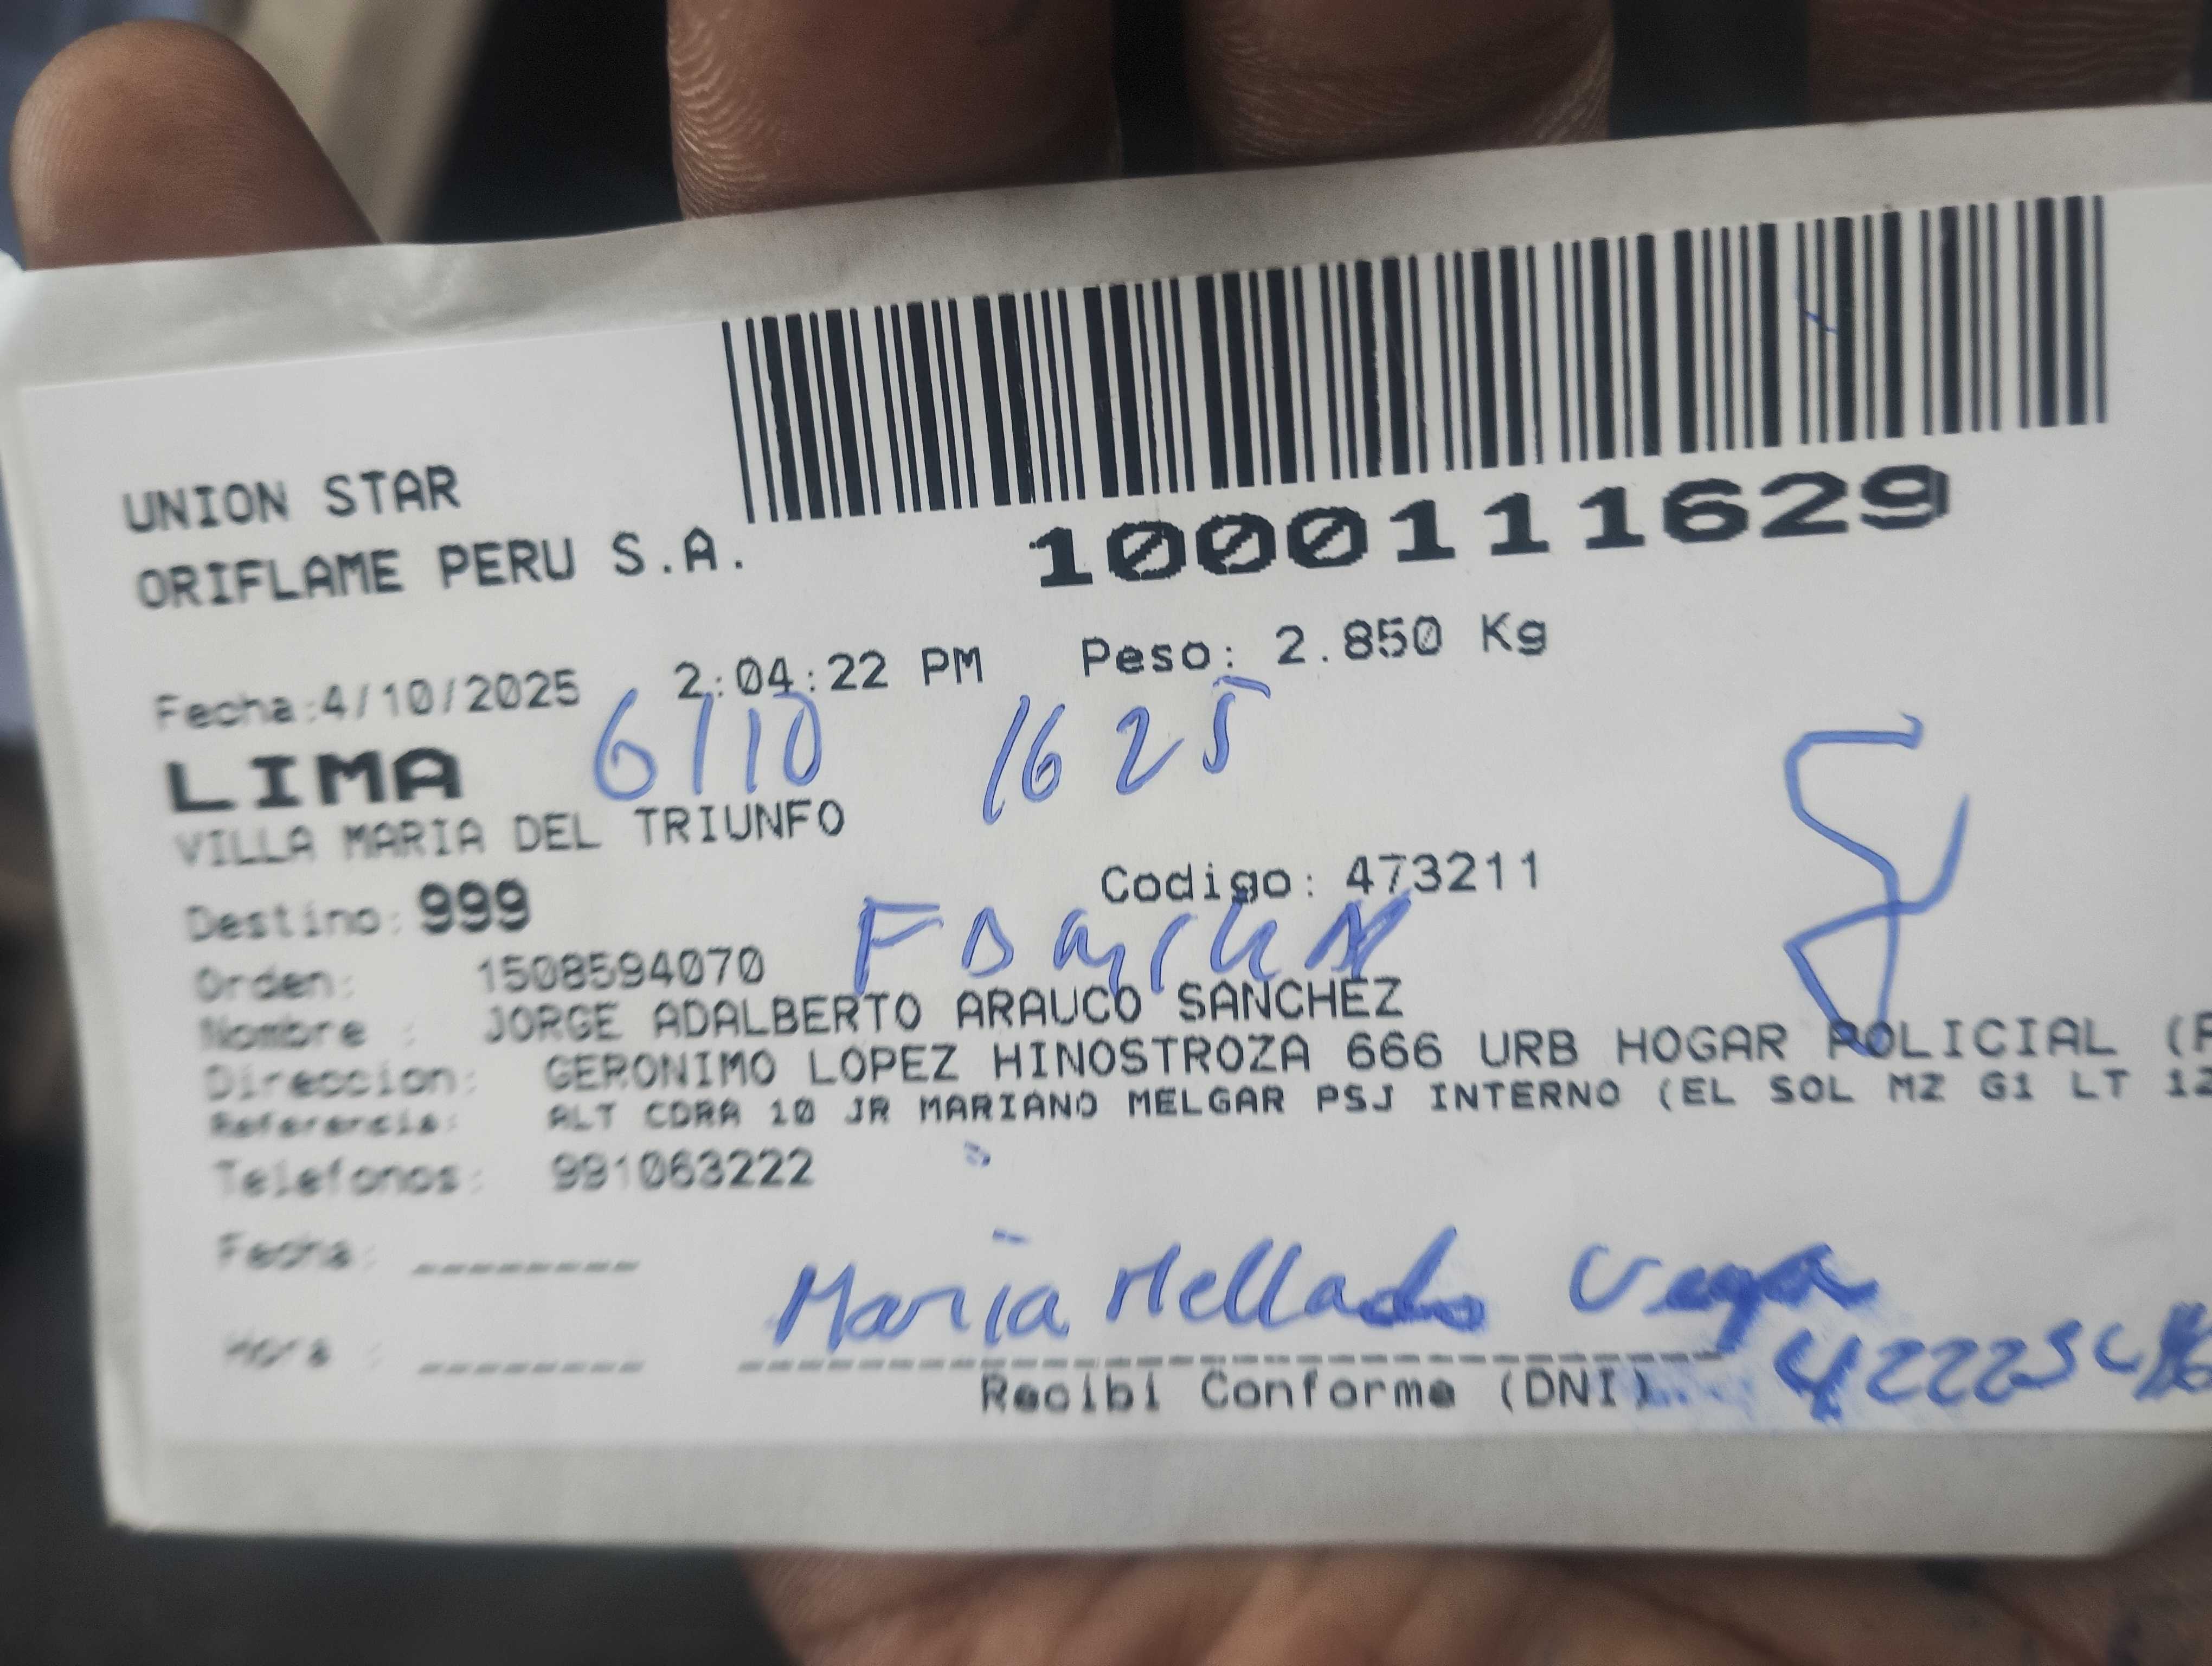 UNION STAR
ORIFLAME PERU S.A.
1000111629
Fecha:4/10/2025 2:04:22 PM Peso: 2.850 Kg
6/10 1625
LIMA
VILLA MARIA DEL TRIUNFO
Destino: 999 Codigo: 473211
Orden: 1508594070
Nombre : JORGE ADALBERTO ARAUCO SANCHEZ
Direccion: GERONIMO LOPEZ HINOSTROZA 666 URB HOGAR POLICIAL (
Referencia: ALT CDRA 10 JR MARIANO MELGAR PSJ INTERNO (EL SOL MZ G1 LT 12
Telefonos: 991063222
Fecha: --------
Maria Mellado Vega
Hora : --------
Recibi Conforme (DNI)